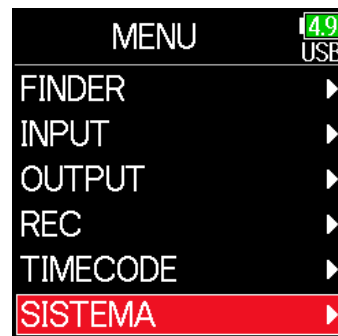 MENU
4.9
USB
FINDER
INPUT
OUTPUT
REC
TIMECODE
SISTEMA